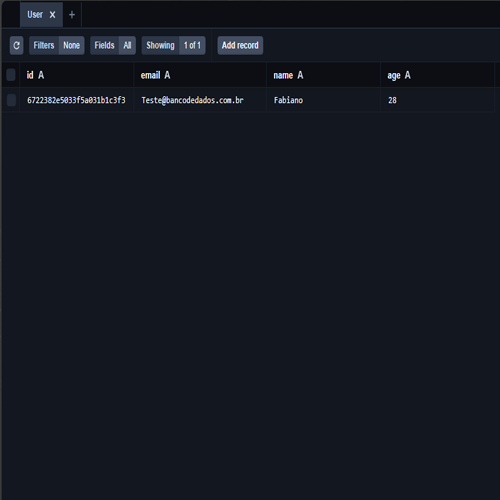 User X +
Filters None Fields All Showing 1 of 1 Add record
id A email A name A age A
6722382e5033f5a031b1c3f3 Teste@bancodedados.com.br Fabiano 28